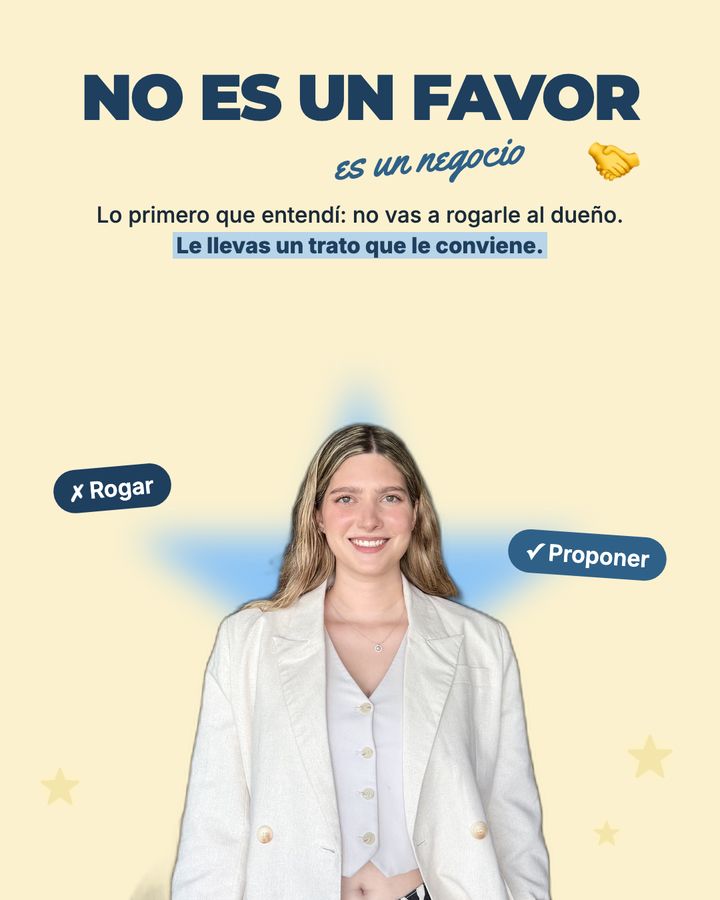 NO ES UN FAVOR
es un negocio 🤝
Lo primero que entendí: no vas a rogarle al dueño.
Le llevas un trato que le conviene.
✗ Rogar
✓ Proponer